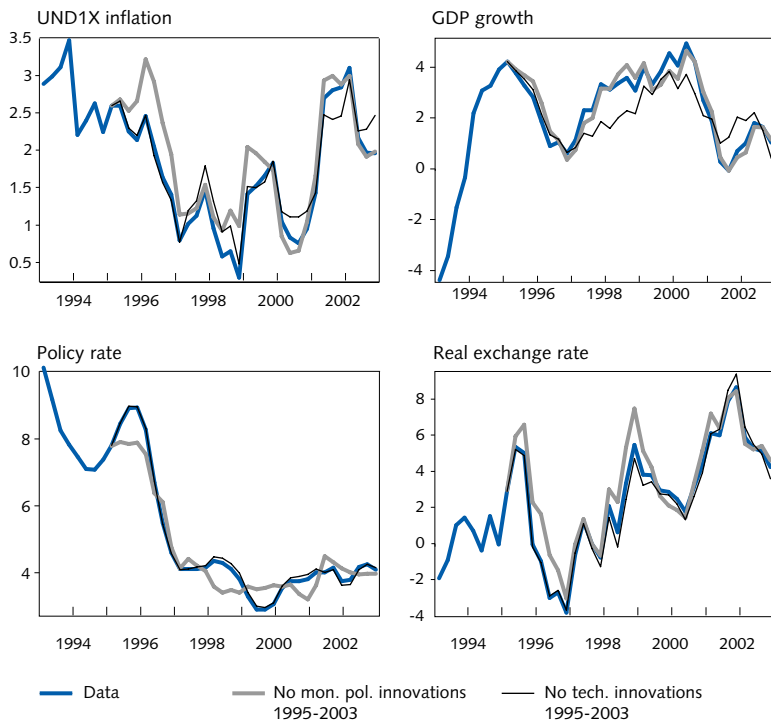 UND1X inflation
3.5
3
2.5
2
1.5
1
0.5
1994 1996 1998 2000 2002
GDP growth
4
2
0
-2
-4
1994 1996 1998 2000 2002
Policy rate
10
8
6
4
1994 1996 1998 2000 2002
Real exchange rate
8
6
4
2
0
-2
-4
1994 1996 1998 2000 2002
Data
No mon. pol. innovations
1995-2003
No tech. innovations
1995-2003